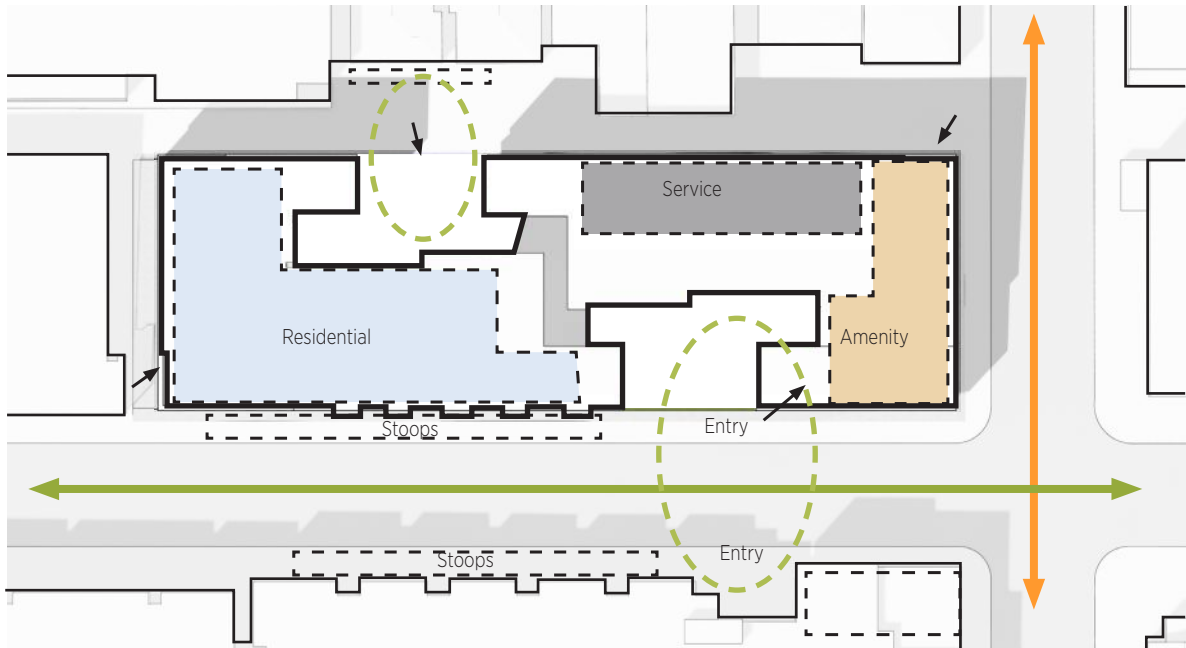 Service
Residential
Amenity
Stoops
Entry
Stoops
Entry